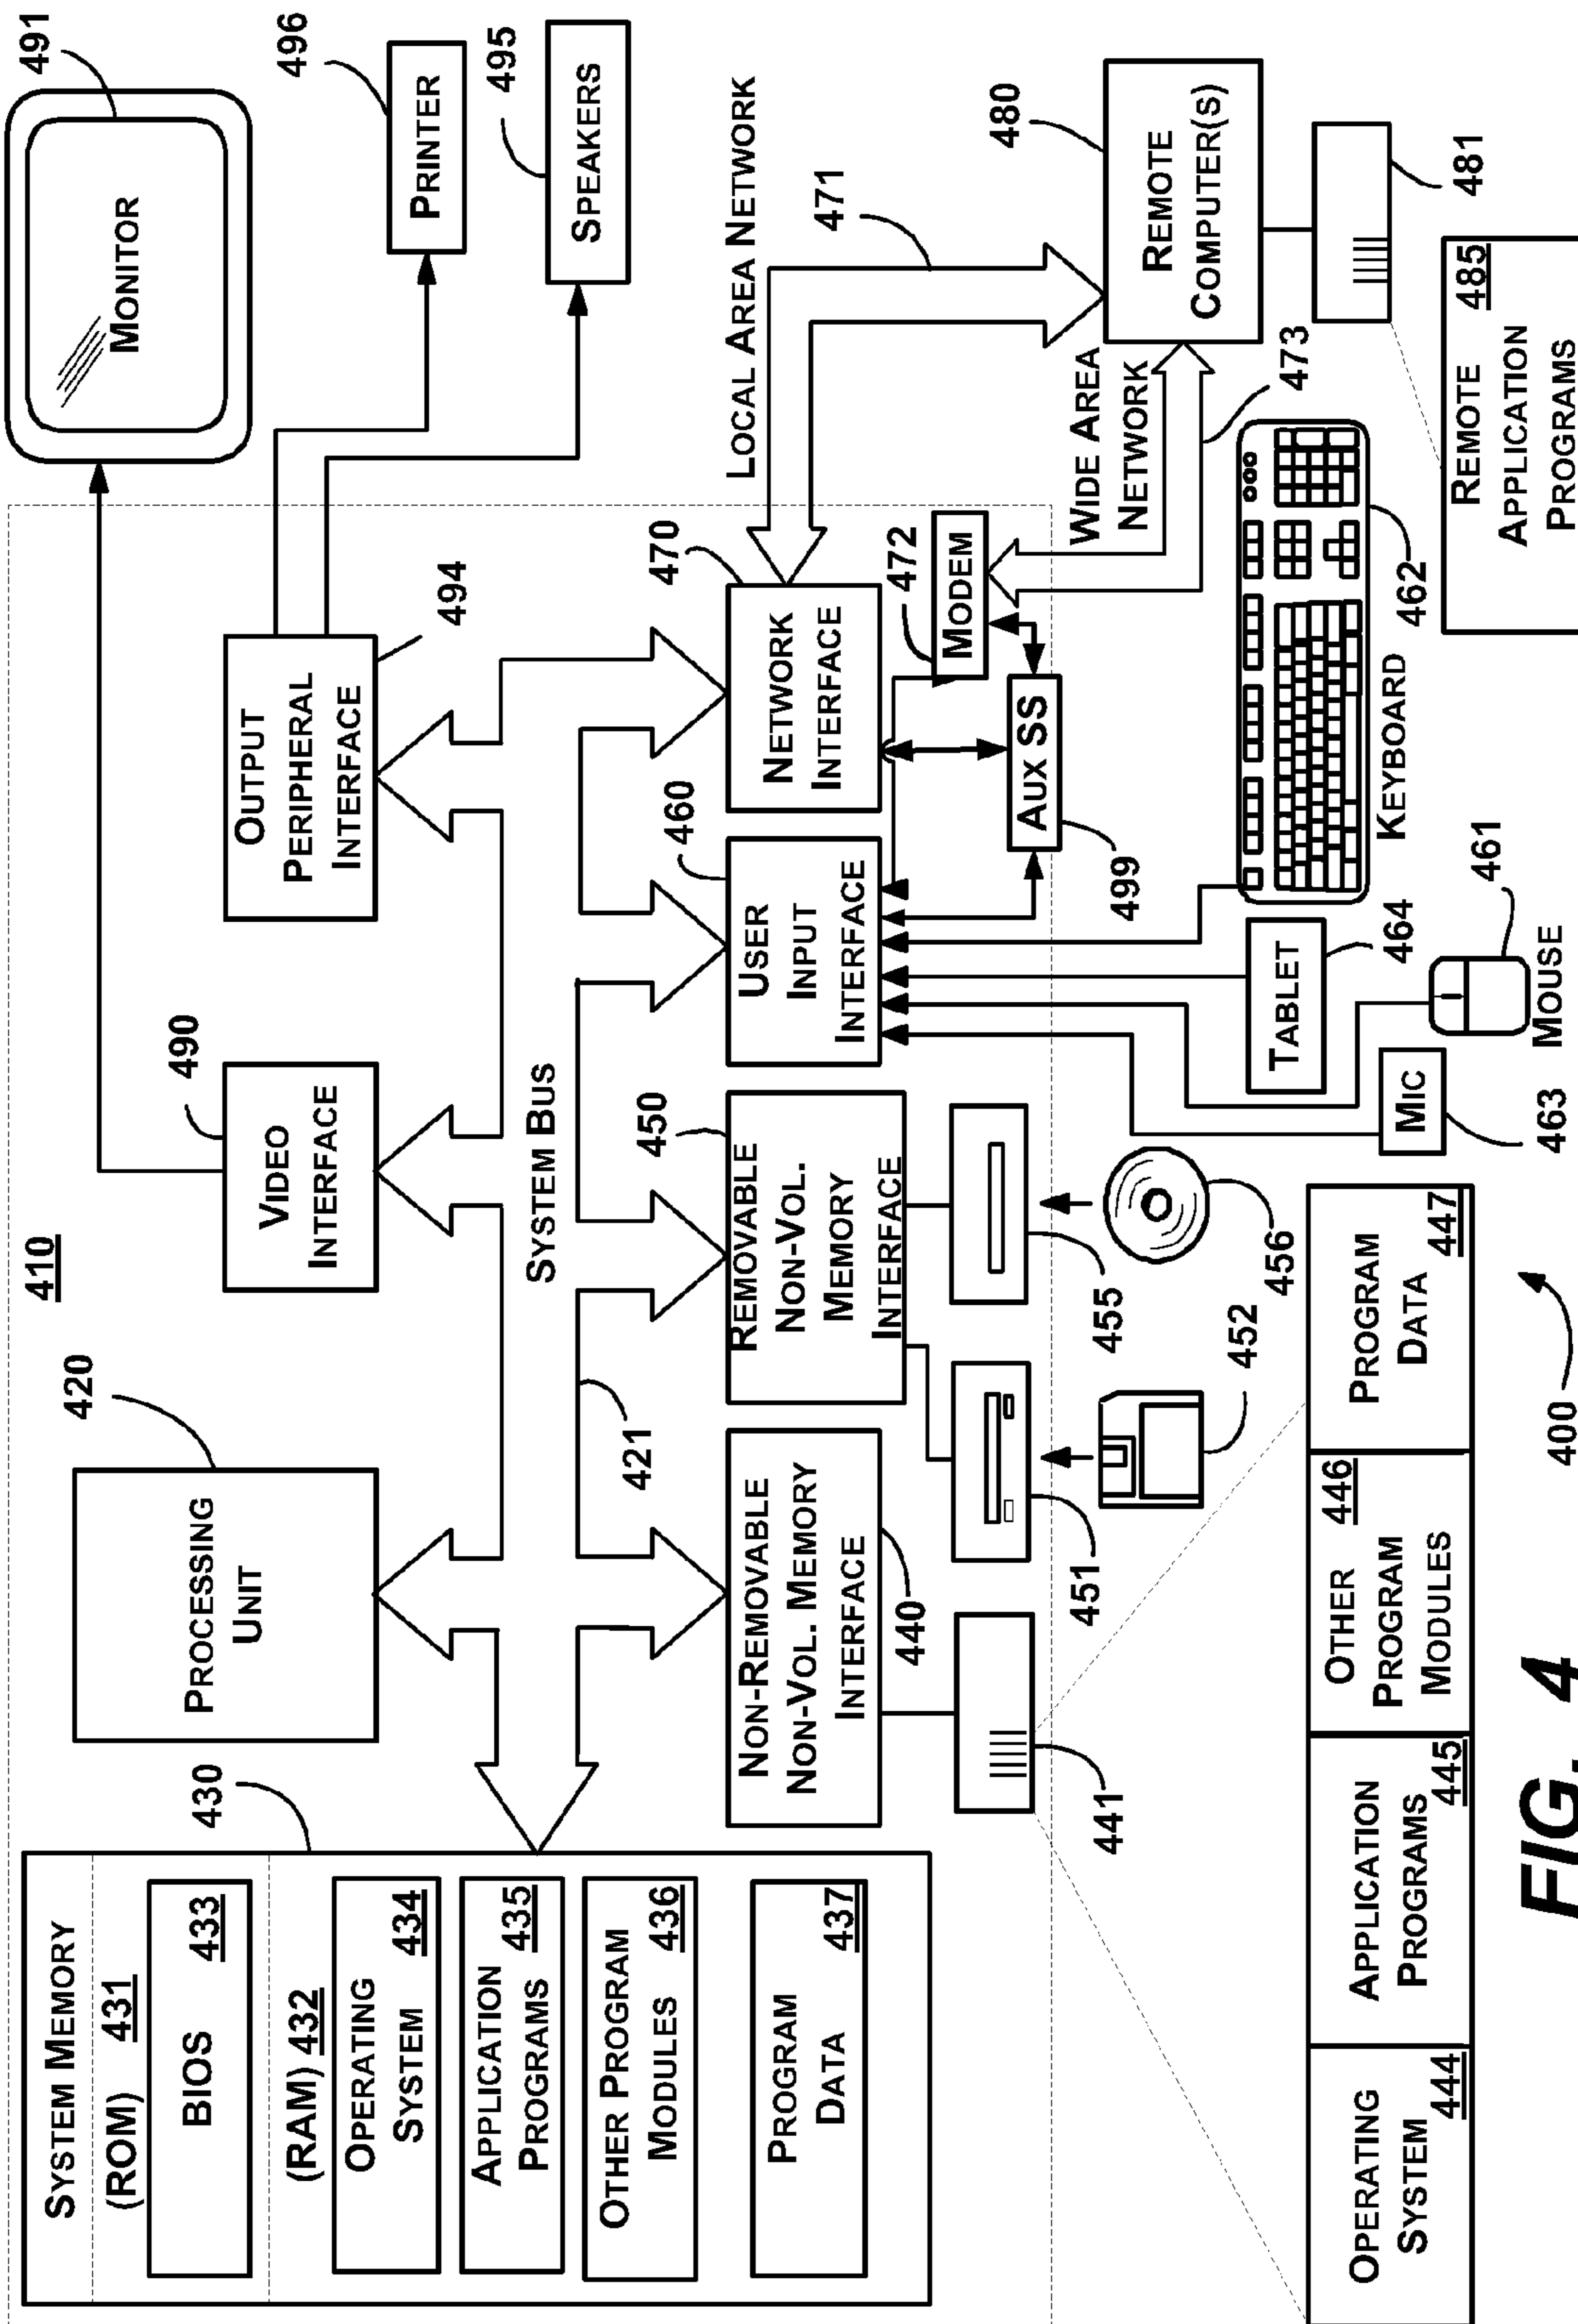 410
SYSTEM MEMORY
(ROM) 431
BIOS 433
(RAM) 432
OPERATING
SYSTEM 434
APPLICATION
PROGRAMS 435
OTHER PROGRAM
MODULES 436
PROGRAM
DATA 437
430
PROCESSING
UNIT
420
VIDEO
INTERFACE
490
OUTPUT
PERIPHERAL
INTERFACE
494
MONITOR
491
PRINTER
496
SPEAKERS
495
SYSTEM BUS
421
NON-REMOVABLE
NON-VOL. MEMORY
INTERFACE
440
REMOVABLE
NON-VOL.
MEMORY
INTERFACE
450
USER
INPUT
INTERFACE
460
NETWORK
INTERFACE
470
LOCAL AREA NETWORK
471
MODEM
472
AUX SS
499
WIDE AREA
NETWORK
473
REMOTE
COMPUTER(S)
480
481
REMOTE 485
APPLICATION
PROGRAMS
441
451
452
455
456
MIC
463
TABLET
464
MOUSE
461
KEYBOARD
462
OPERATING
SYSTEM 444
APPLICATION
PROGRAMS 445
OTHER 446
PROGRAM
MODULES
PROGRAM
DATA 447
400
FIG. 4